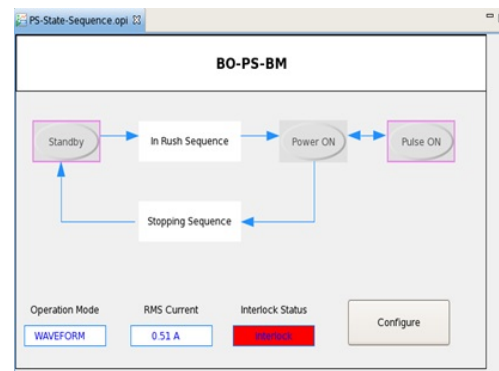 PS-State-Sequence.opi
BO-PS-BM
Standby
In Rush Sequence
Power ON
Pulse ON
Stopping Sequence
Operation Mode
RMS Current
Interlock Status
WAVEFORM
0.51 A
Interlock
Configure